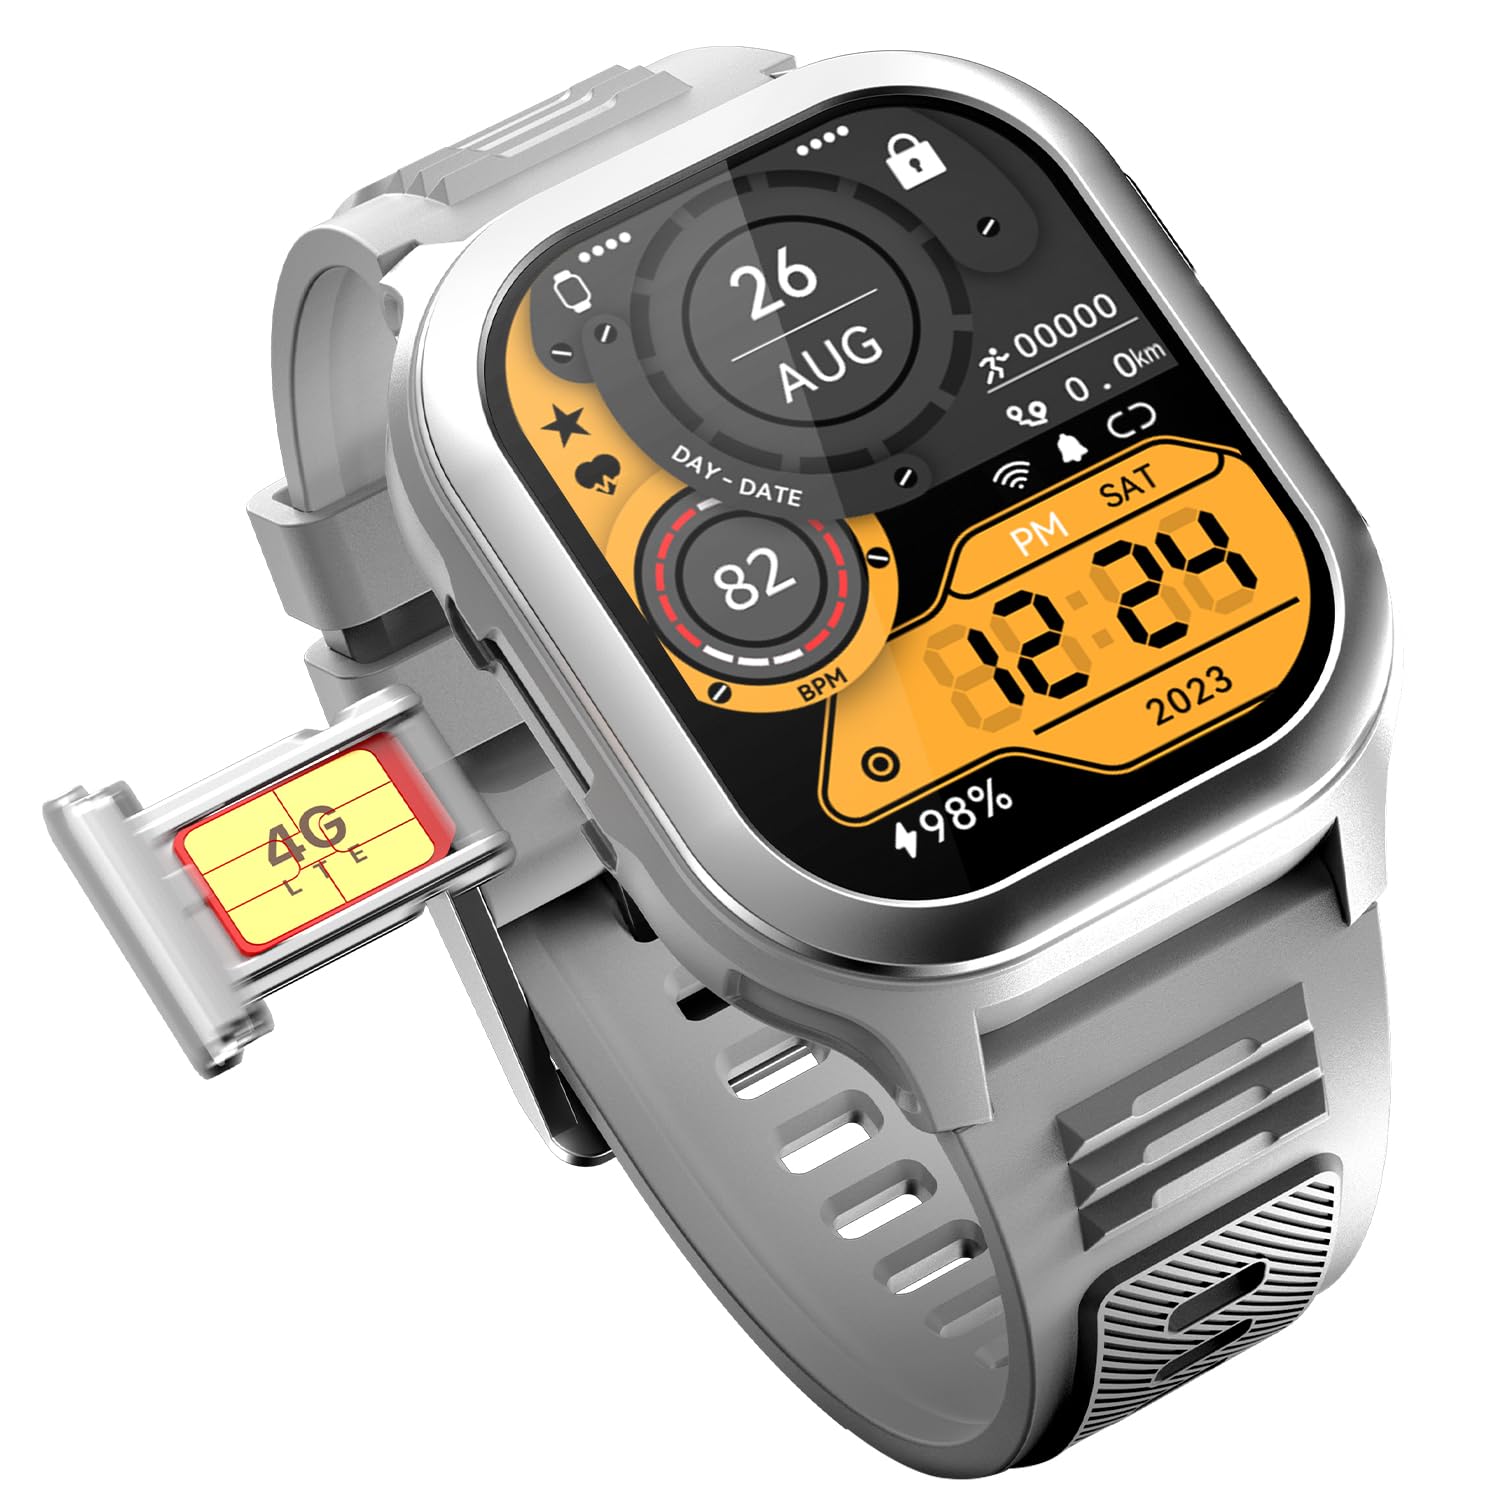 26
AUG
00000
0.0km
DAY - DATE
82
BPM
PM SAT
12:24
2023
98%
4G
LTE